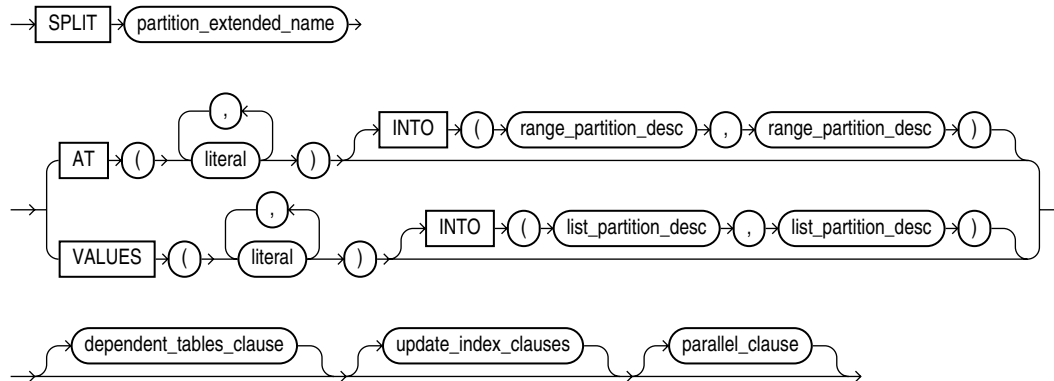 SPLIT partition_extended_name
,
INTO ( range_partition_desc , range_partition_desc )
AT ( literal )
,
INTO ( list_partition_desc , list_partition_desc )
VALUES ( literal )
dependent_tables_clause update_index_clauses parallel_clause